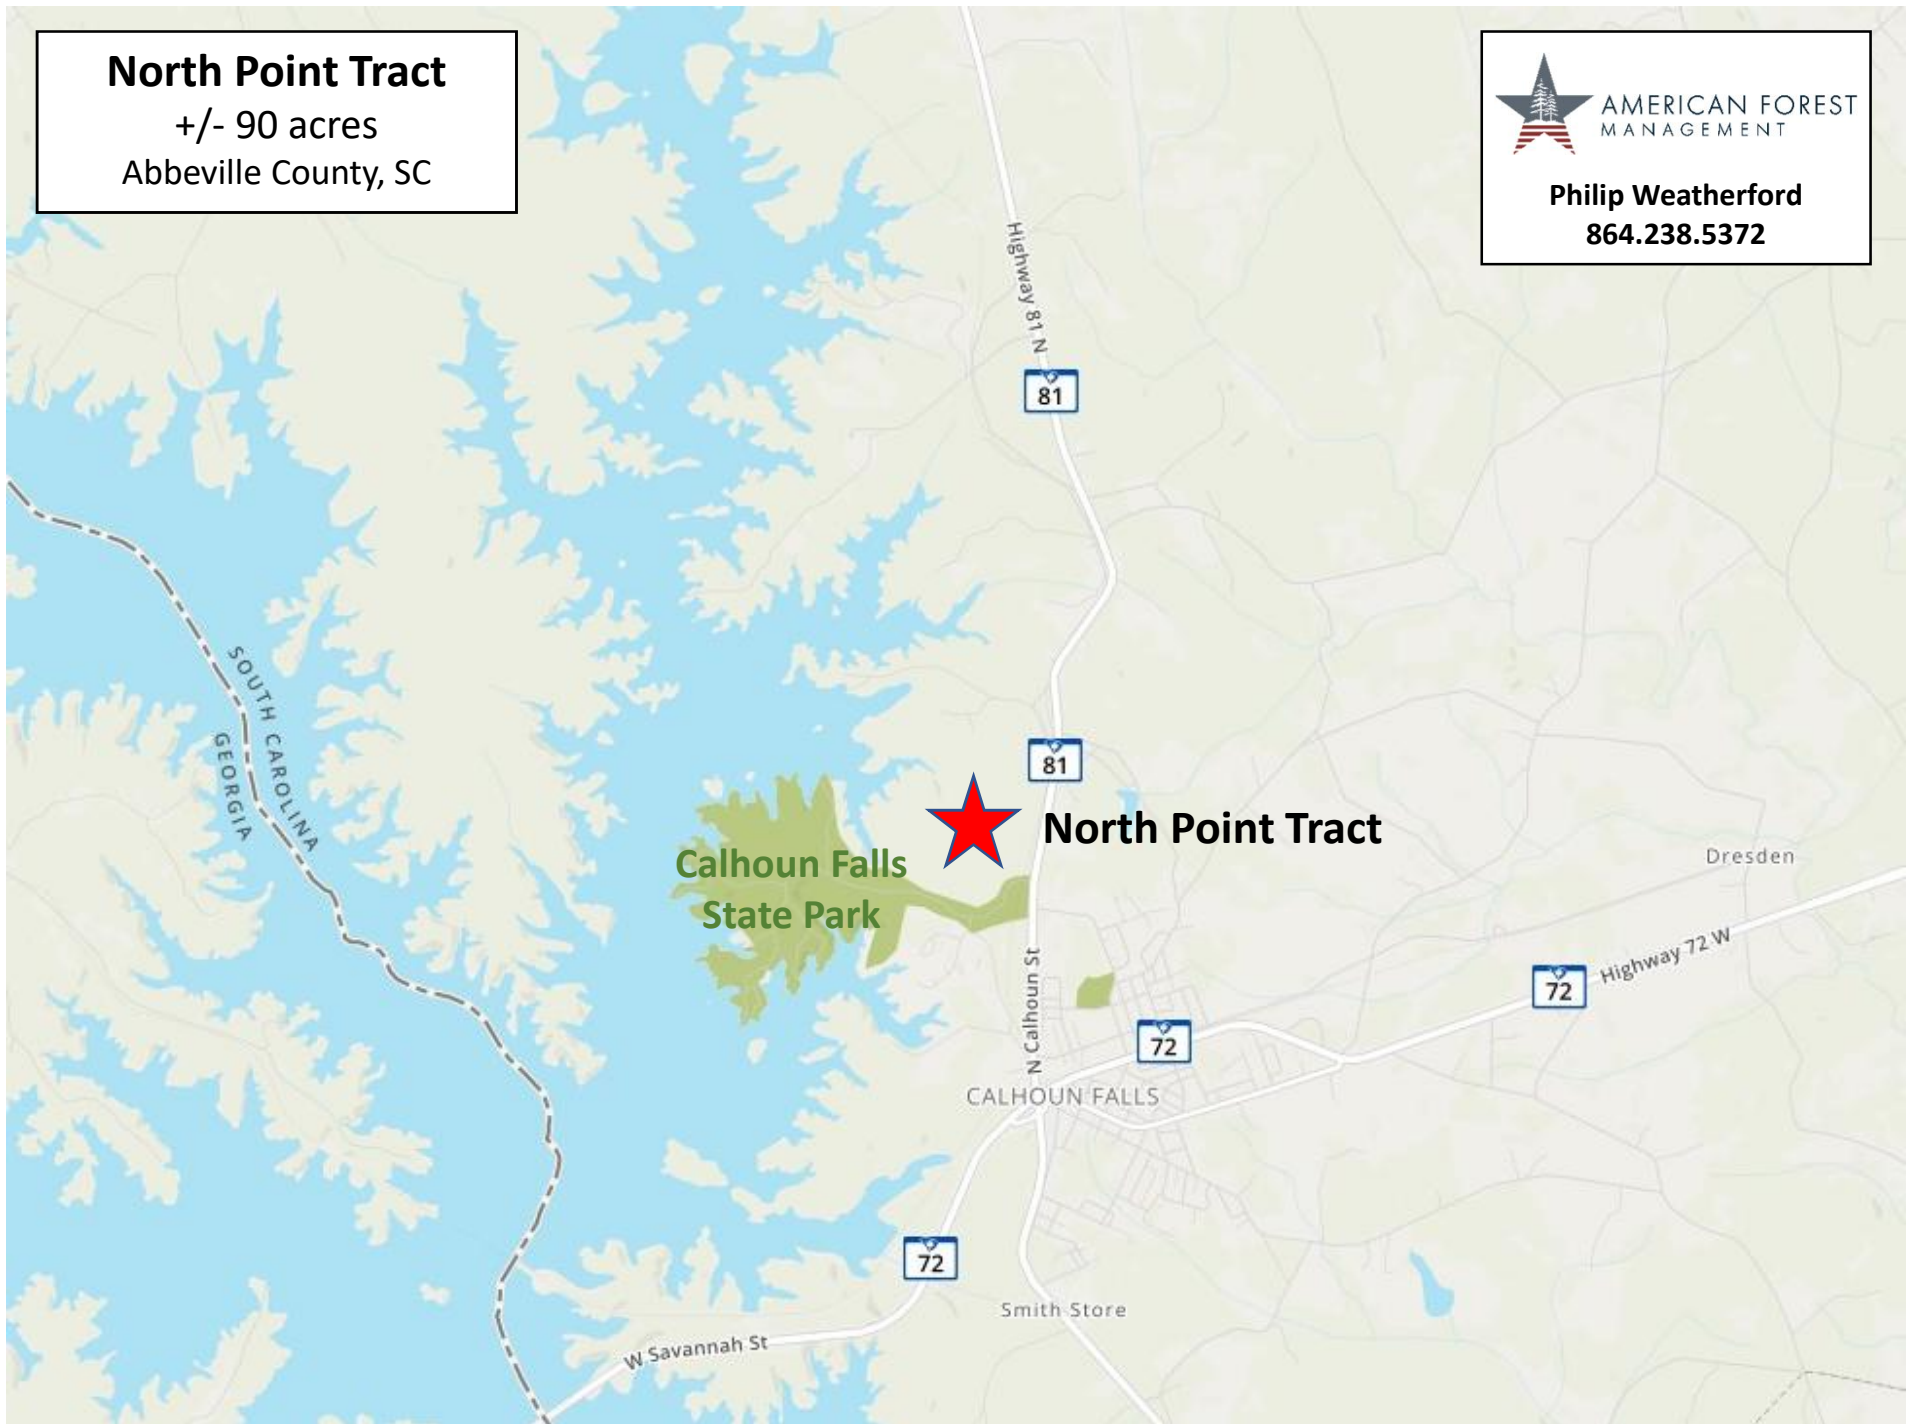 North Point Tract
+/- 90 acres
Abbeville County, SC
AMERICAN FOREST
MANAGEMENT
Philip Weatherford
864.238.5372
Highway 81 N
81
SOUTH CAROLINA
GEORGIA
81
North Point Tract
Calhoun Falls
State Park
Dresden
Highway 72 W
72
N Calhoun St
72
CALHOUN FALLS
72
Smith Store
W Savannah St